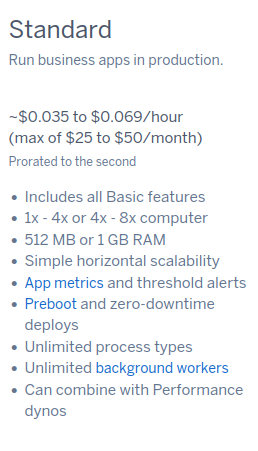 Standard
Run business apps in production.
~$0.035 to $0.069/hour
(max of $25 to $50/month)
Prorated to the second
• Includes all Basic features
• 1x - 4x or 4x - 8x computer
• 512 MB or 1 GB RAM
• Simple horizontal scalability
• App metrics and threshold alerts
• Preboot and zero-downtime
deploys
• Unlimited process types
• Unlimited background workers
• Can combine with Performance
dynos